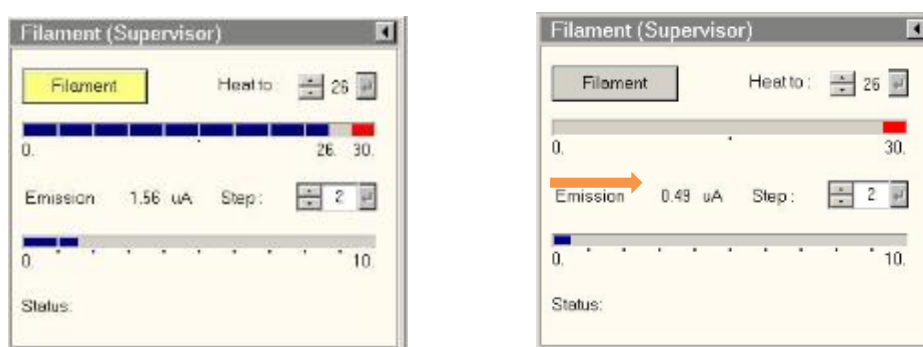 Filament (Supervisor)
Filament
Heat to :
26
0.
26.
30.
Emission
1.56 uA
Step :
2
0.
10.
Status:
Filament (Supervisor)
Filament
Heat to :
26
0.
30.
Emission
0.49 uA
Step :
2
0.
10.
Status: